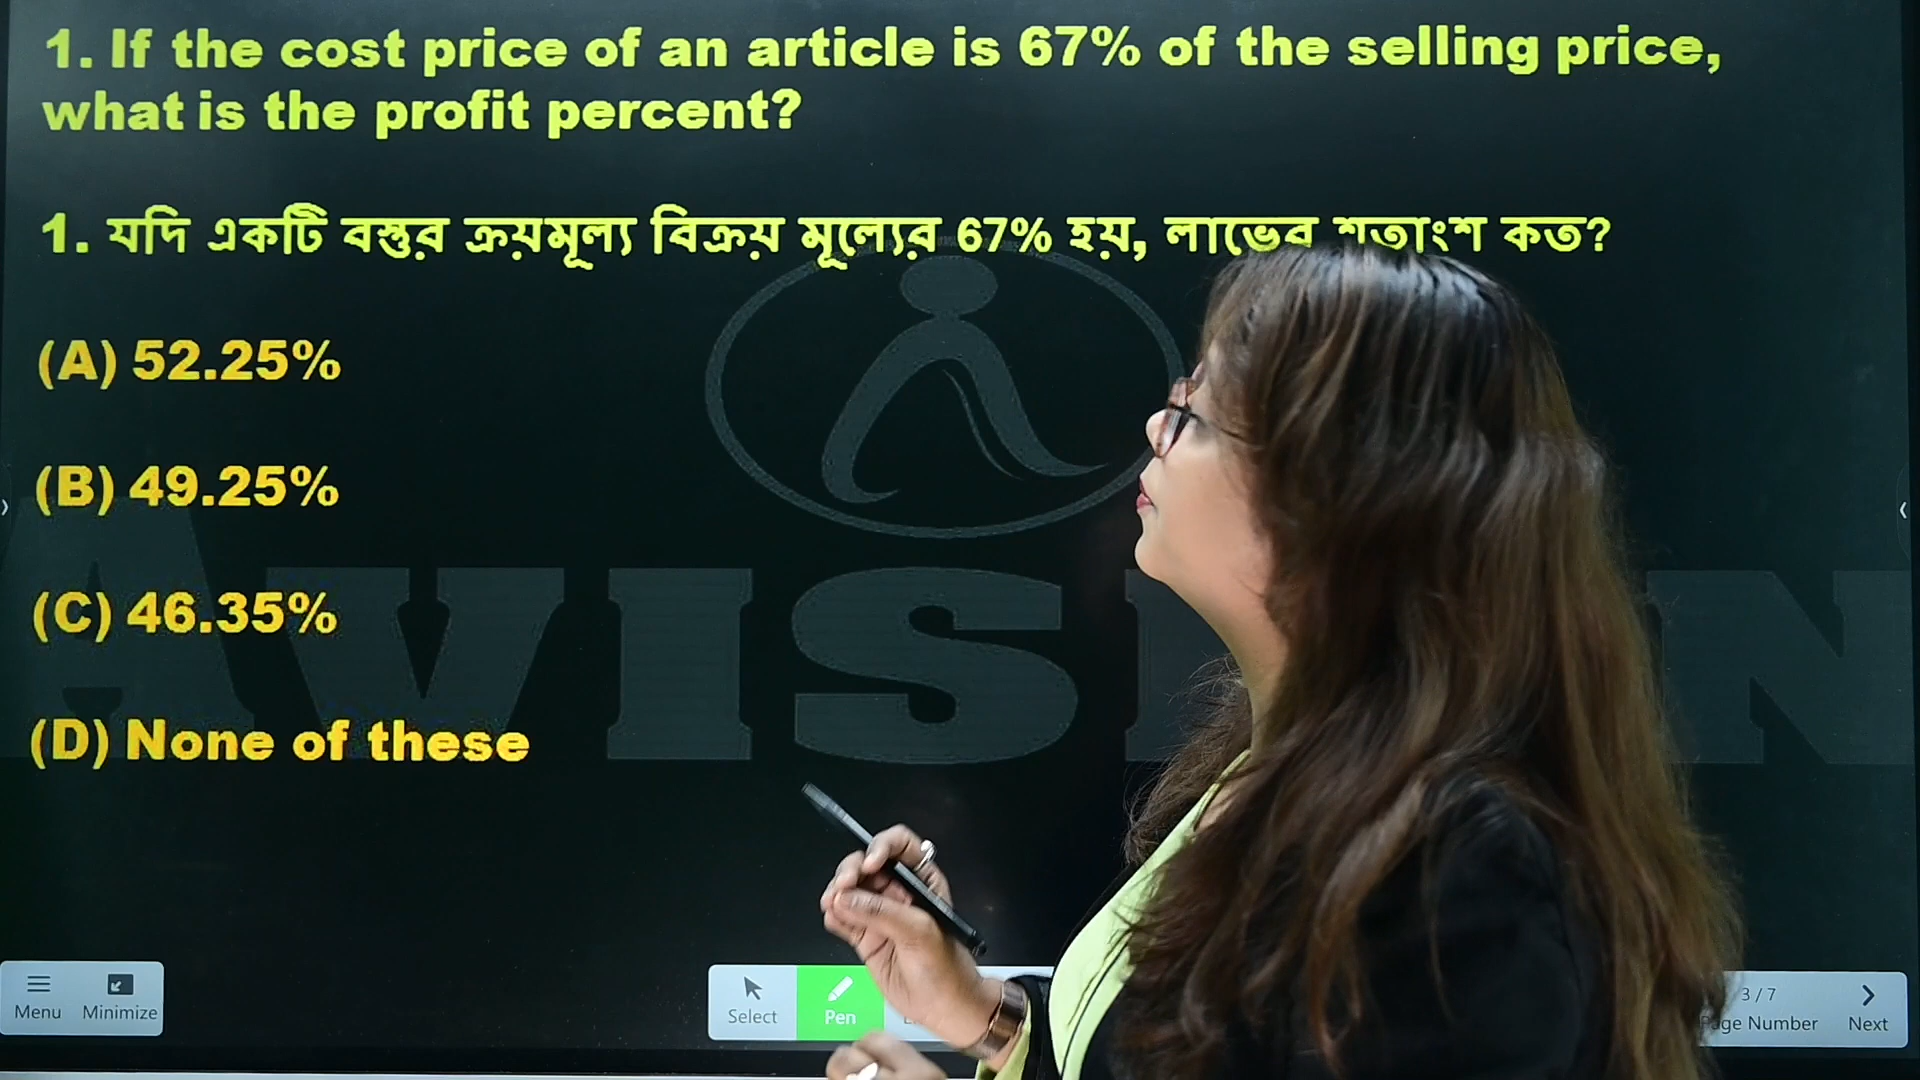 1. If the cost price of an article is 67% of the selling price,
what is the profit percent?
1. যদি একটি বস্তুর ক্রয়মূল্য বিক্রয় মূল্যের 67% হয়, লাভের শতাংশ কত?
(A) 52.25%
(B) 49.25%
(C) 46.35%
(D) None of these
Menu
Minimize
Select
Pen
3 / 7
Page Number
Next